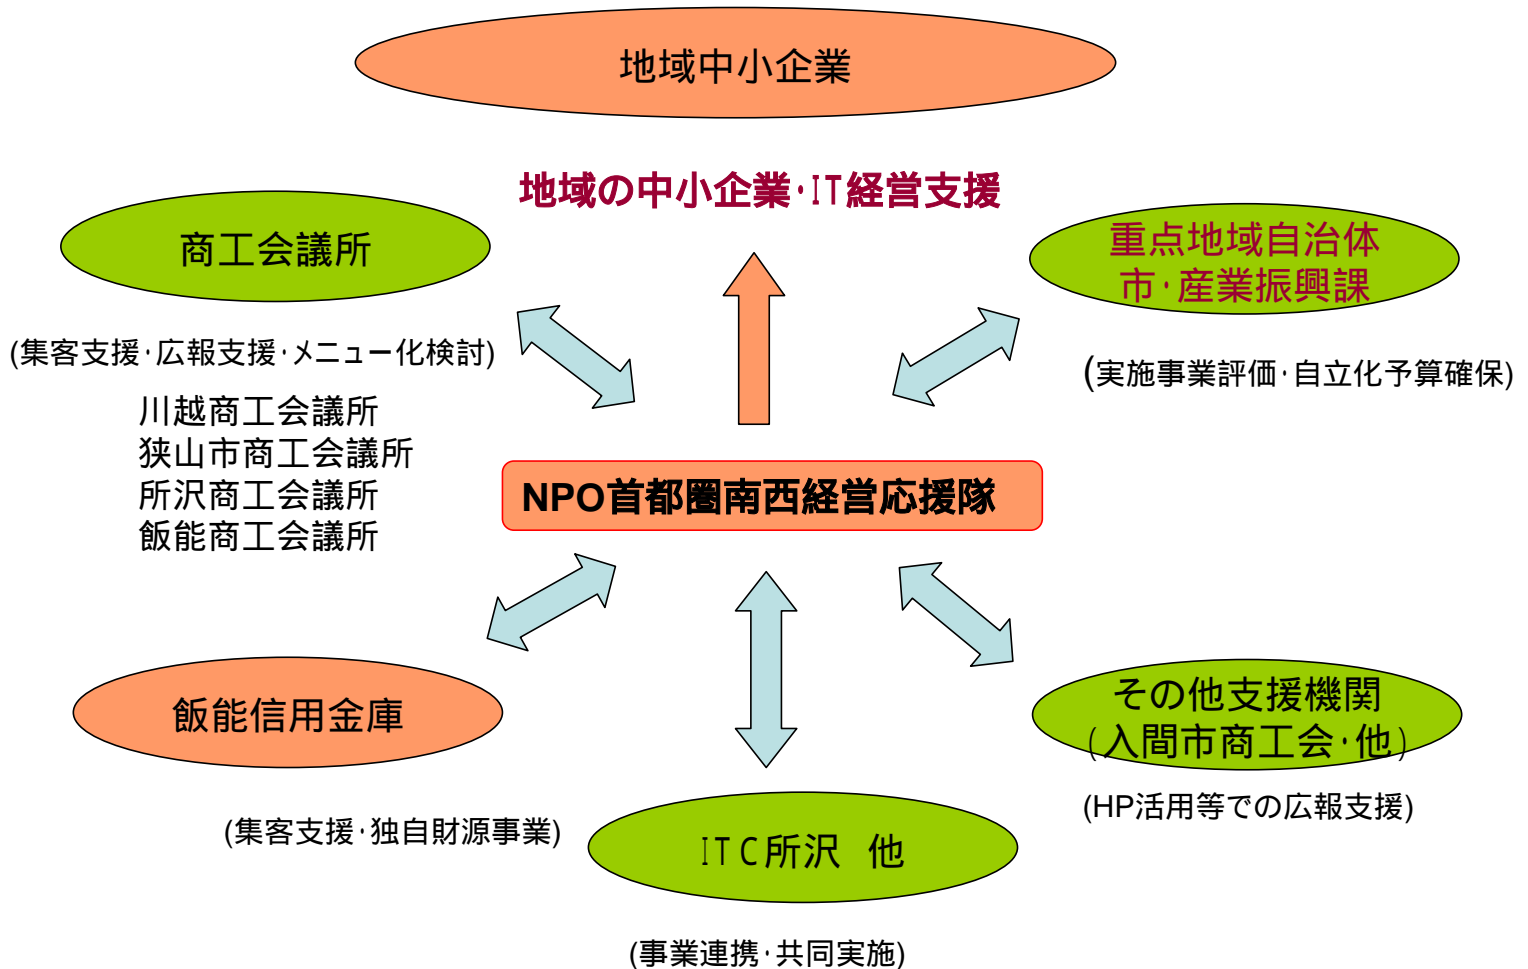 地域中小企業
地域の中小企業·IT経営支援
商工会議所
重点地域自治体
市·産業振興課
(集客支援·広報支援·メニュー化検討)
(実施事業評価·自立化予算確保)
川越商工会議所
狭山市商工会議所
所沢商工会議所
飯能商工会議所
NPO首都圏南西経営応援隊
飯能信用金庫
その他支援機関
(入間市商工会·他)
(HP活用等での広報支援)
(集客支援·独自財源事業)
ITC所沢 他
(事業連携·共同実施)